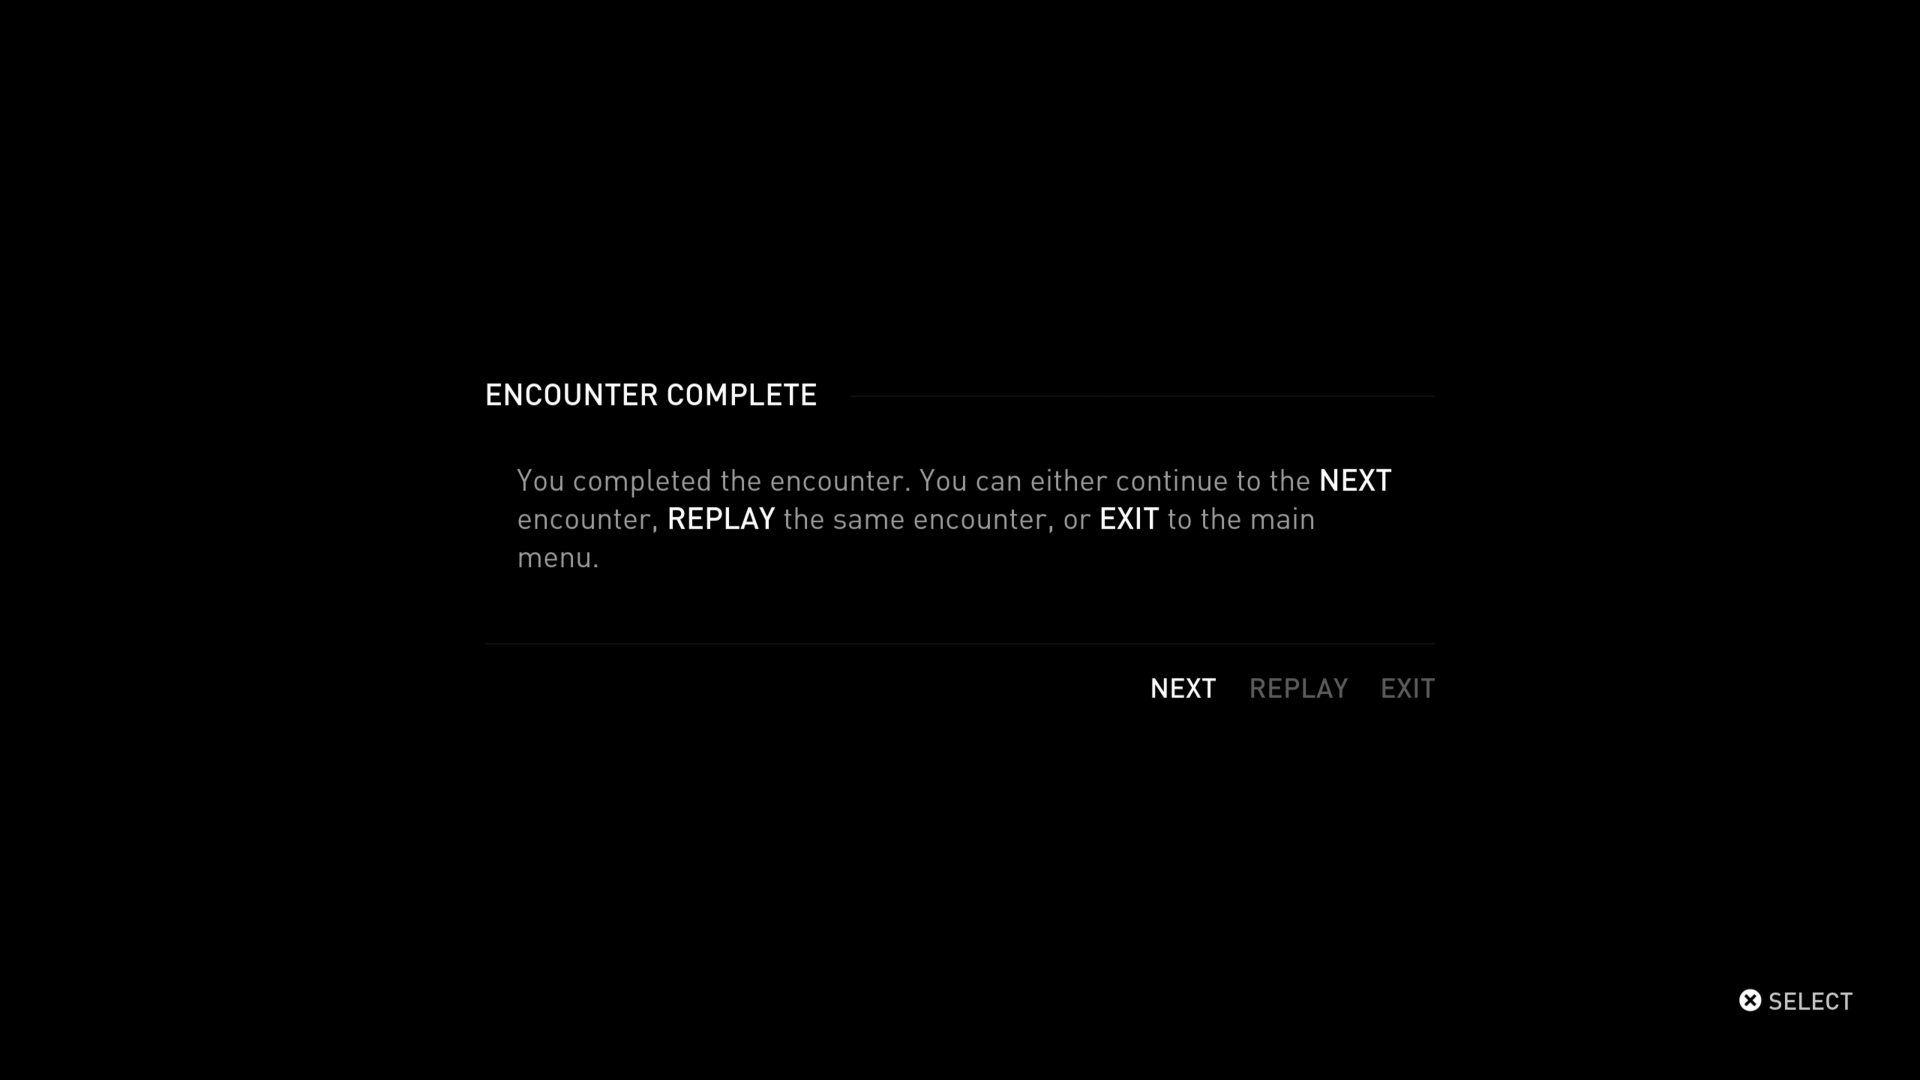 ENCOUNTER COMPLETE
You completed the encounter. You can either continue to the NEXT
encounter, REPLAY the same encounter, or EXIT to the main
menu.
NEXT REPLAY EXIT
SELECT